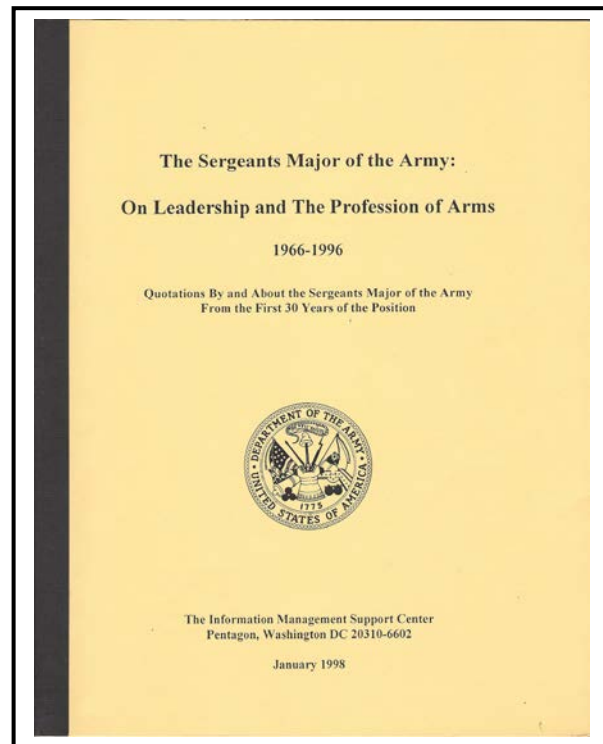 The Sergeants Major of the Army:
On Leadership and The Profession of Arms
1966-1996
Quotations By and About the Sergeants Major of the Army
From the First 30 Years of the Position
DEPARTMENT OF THE ARMY
UNITED STATES OF AMERICA
1775
The Information Management Support Center
Pentagon, Washington DC 20310-6602
January 1998